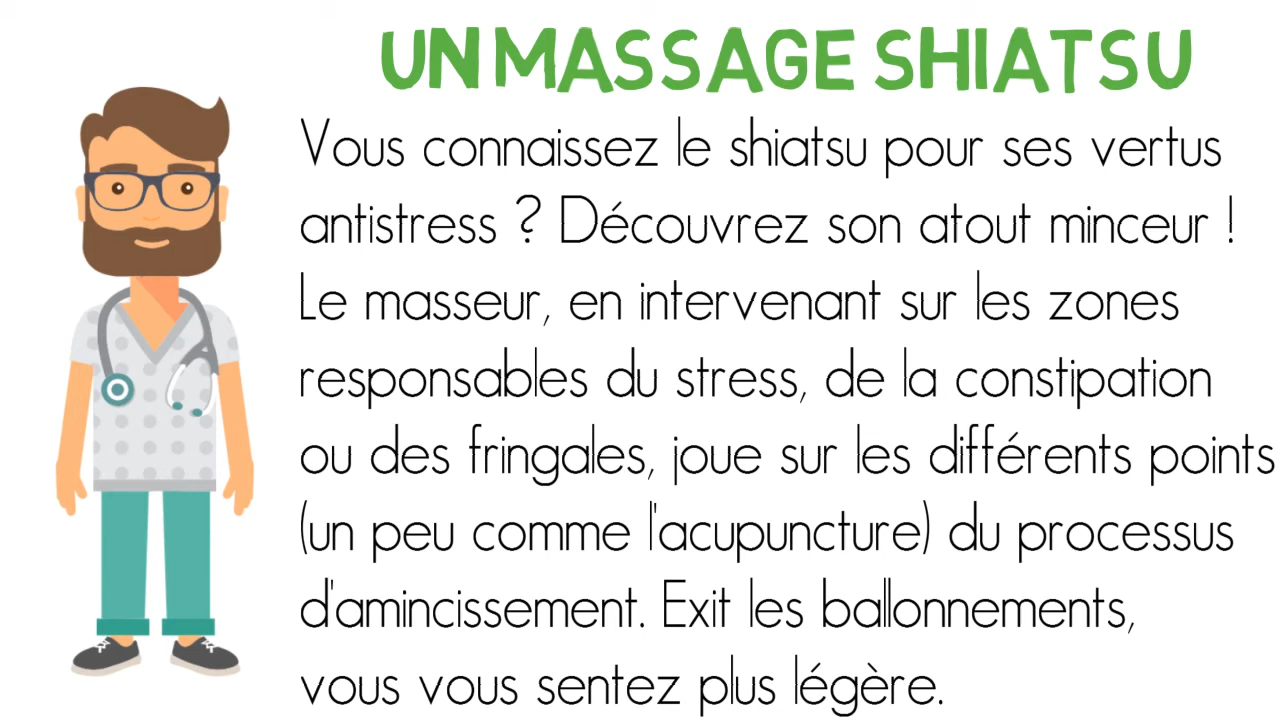 UN MASSAGE SHIATSU
Vous connaissez le shiatsu pour ses vertus
antistress ? Découvrez son atout minceur !
Le masseur, en intervenant sur les zones
responsables du stress, de la constipation
ou des fringales, joue sur les différents points
(un peu comme l'acupuncture) du processus
d'amincissement. Exit les ballonnements,
vous vous sentez plus légère.